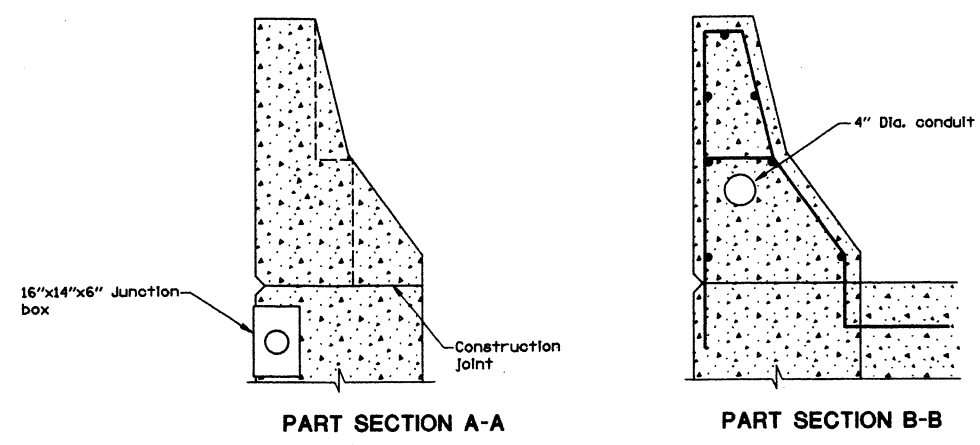 4" Dia. conduit
16"x14"x6" Junction
box
Construction
joint
PART SECTION A-A
PART SECTION B-B